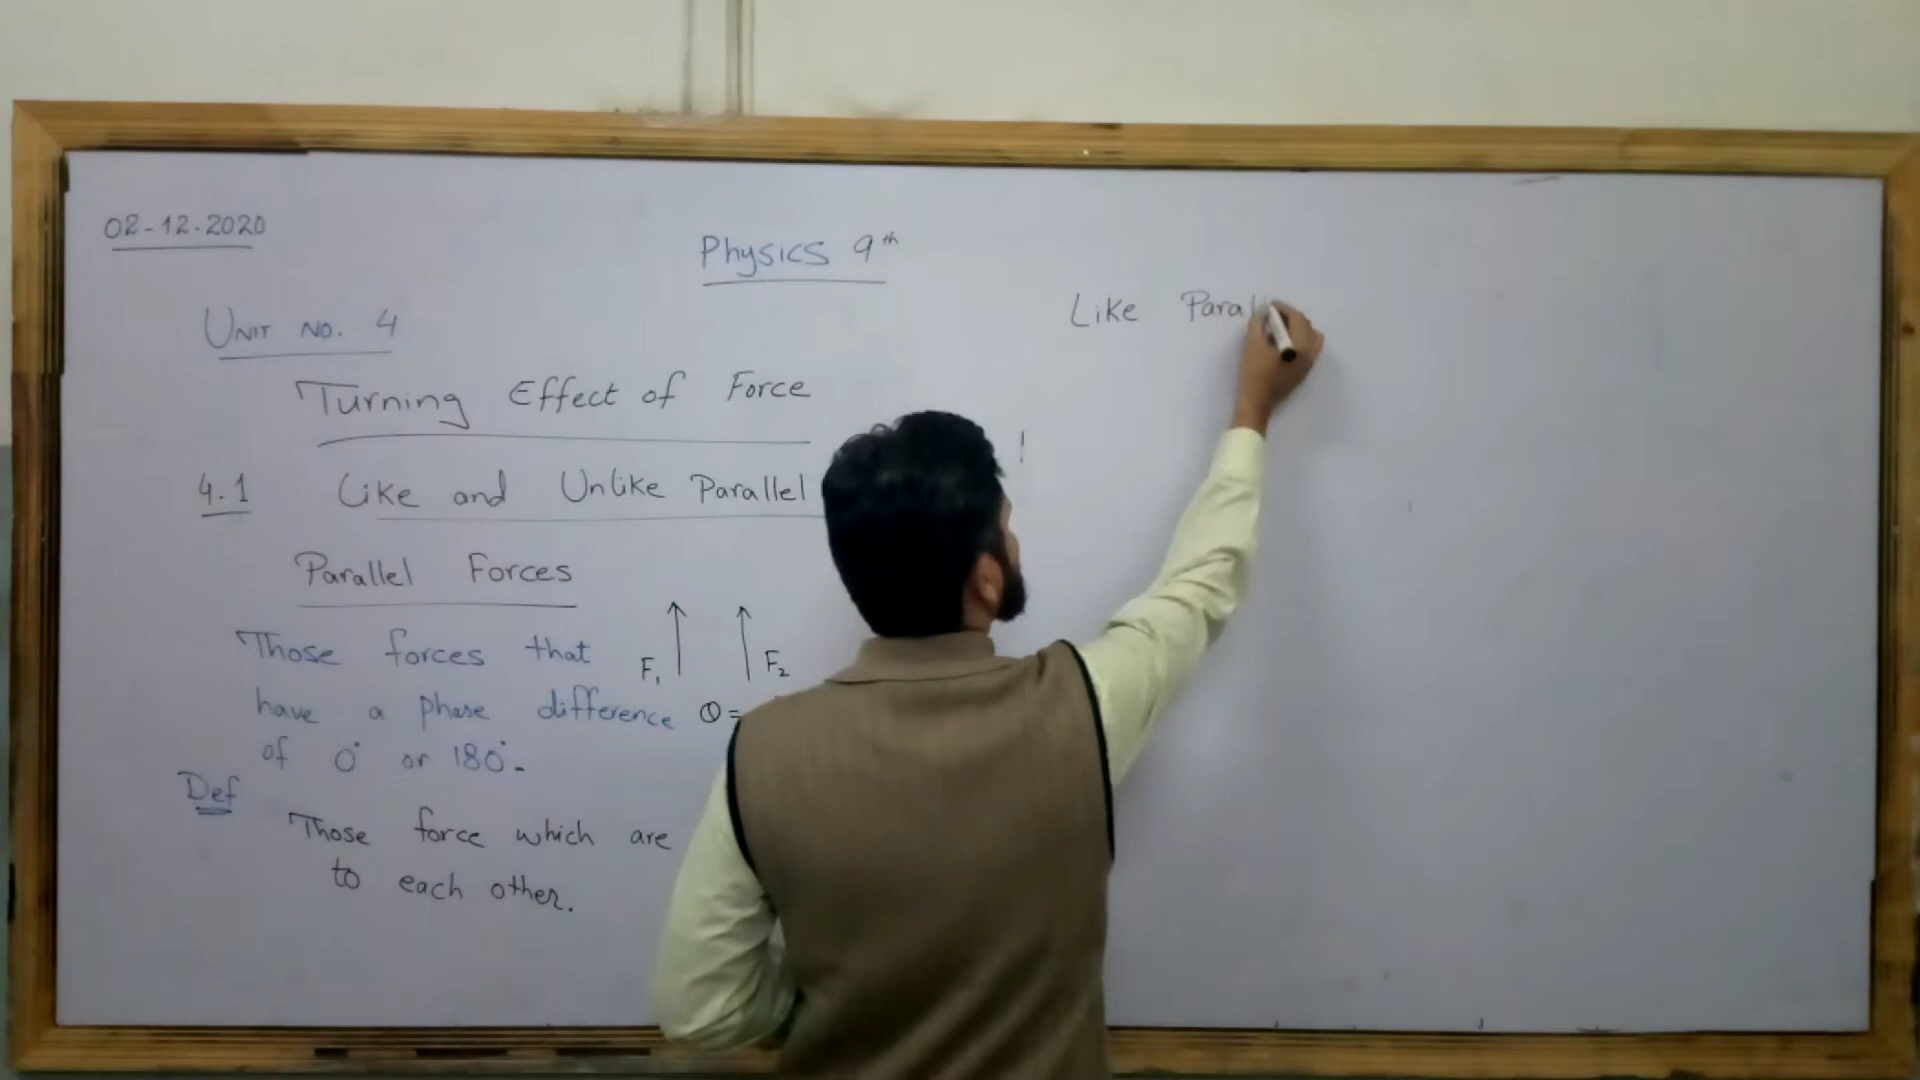 02-12-2020
Physics 9th
Unit No. 4
Turning Effect of Force
4.1 Like and Unlike Parallel
Parallel Forces
Those forces that
have a phase difference
of 0° or 180°.
F₁ F₂
θ=
Def
Those force which are
to each other.
Like Paral